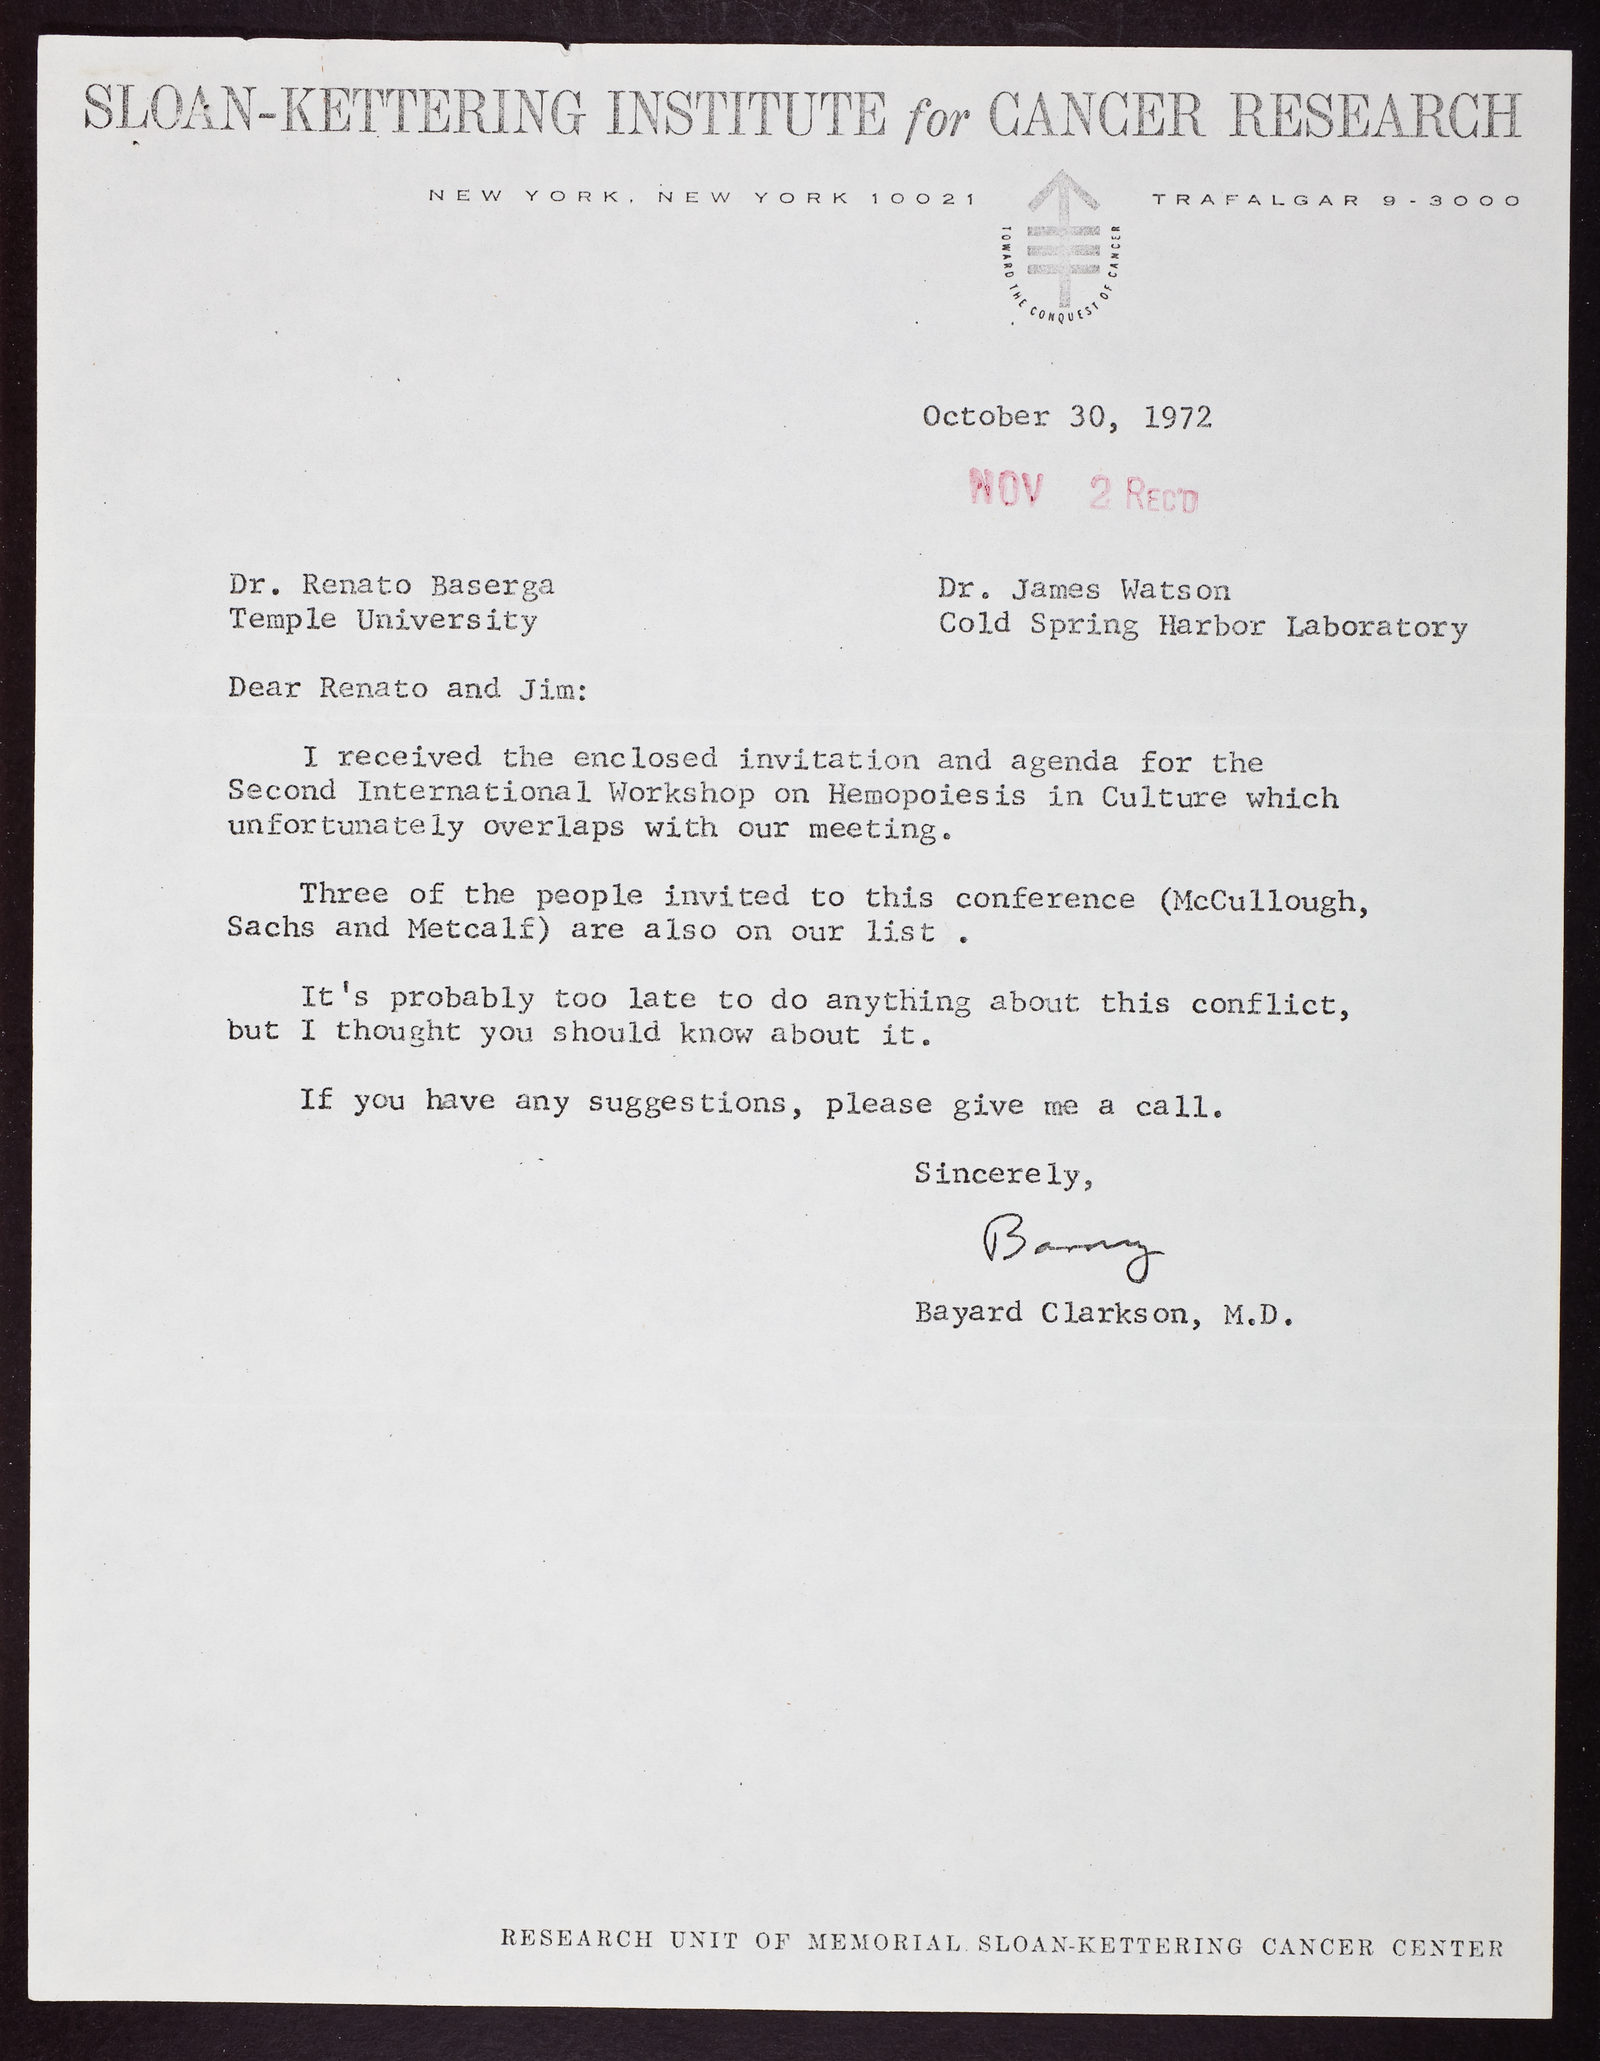 SLOAN-KETTERING INSTITUTE for CANCER RESEARCH
NEW YORK, NEW YORK 10021
TRAFALGAR 9-3000
TOWARD THE CONQUEST OF CANCER
October 30, 1972
NOV 2 REC'D
Dr. Renato Baserga
Temple University
Dr. James Watson
Cold Spring Harbor Laboratory
Dear Renato and Jim:
I received the enclosed invitation and agenda for the
Second International Workshop on Hemopoiesis in Culture which
unfortunately overlaps with our meeting.
Three of the people invited to this conference (McCullough,
Sachs and Metcalf) are also on our list .
It's probably too late to do anything about this conflict,
but I thought you should know about it.
If you have any suggestions, please give me a call.
Sincerely,
Barney
Bayard Clarkson, M.D.
RESEARCH UNIT OF MEMORIAL SLOAN-KETTERING CANCER CENTER